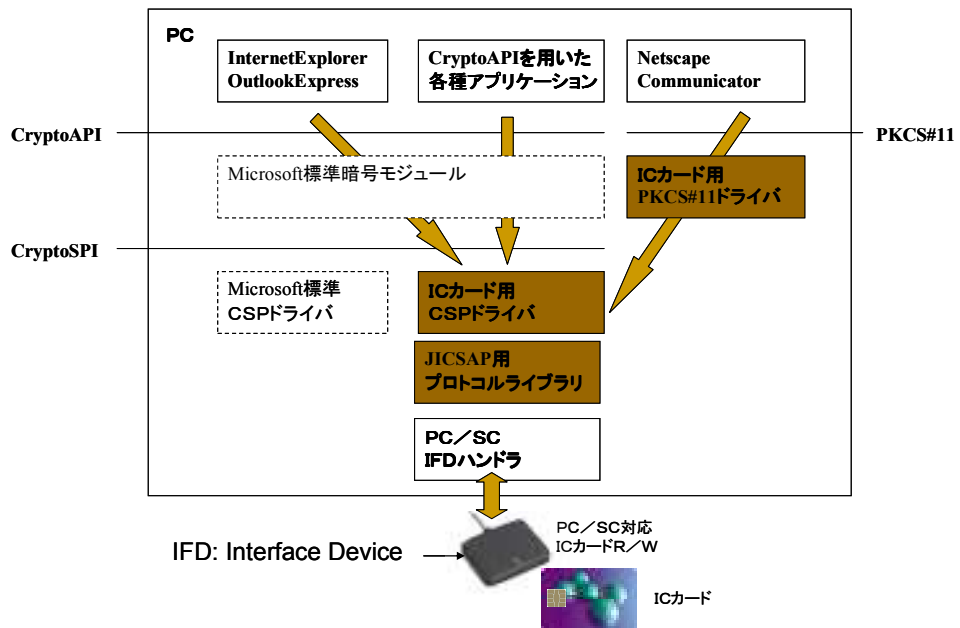 PC
InternetExplorer
OutlookExpress
CryptoAPIを用いた
各種アプリケーション
Netscape
Communicator
CryptoAPI
PKCS#11
Microsoft標準暗号モジュール
ICカード用
PKCS#11ドライバ
CryptoSPI
Microsoft標準
CSPドライバ
ICカード用
CSPドライバ
JICSAP用
プロトコルライブラリ
PC/SC
IFDハンドラ
IFD: Interface Device
PC/SC対応
ICカードR/W
ICカード